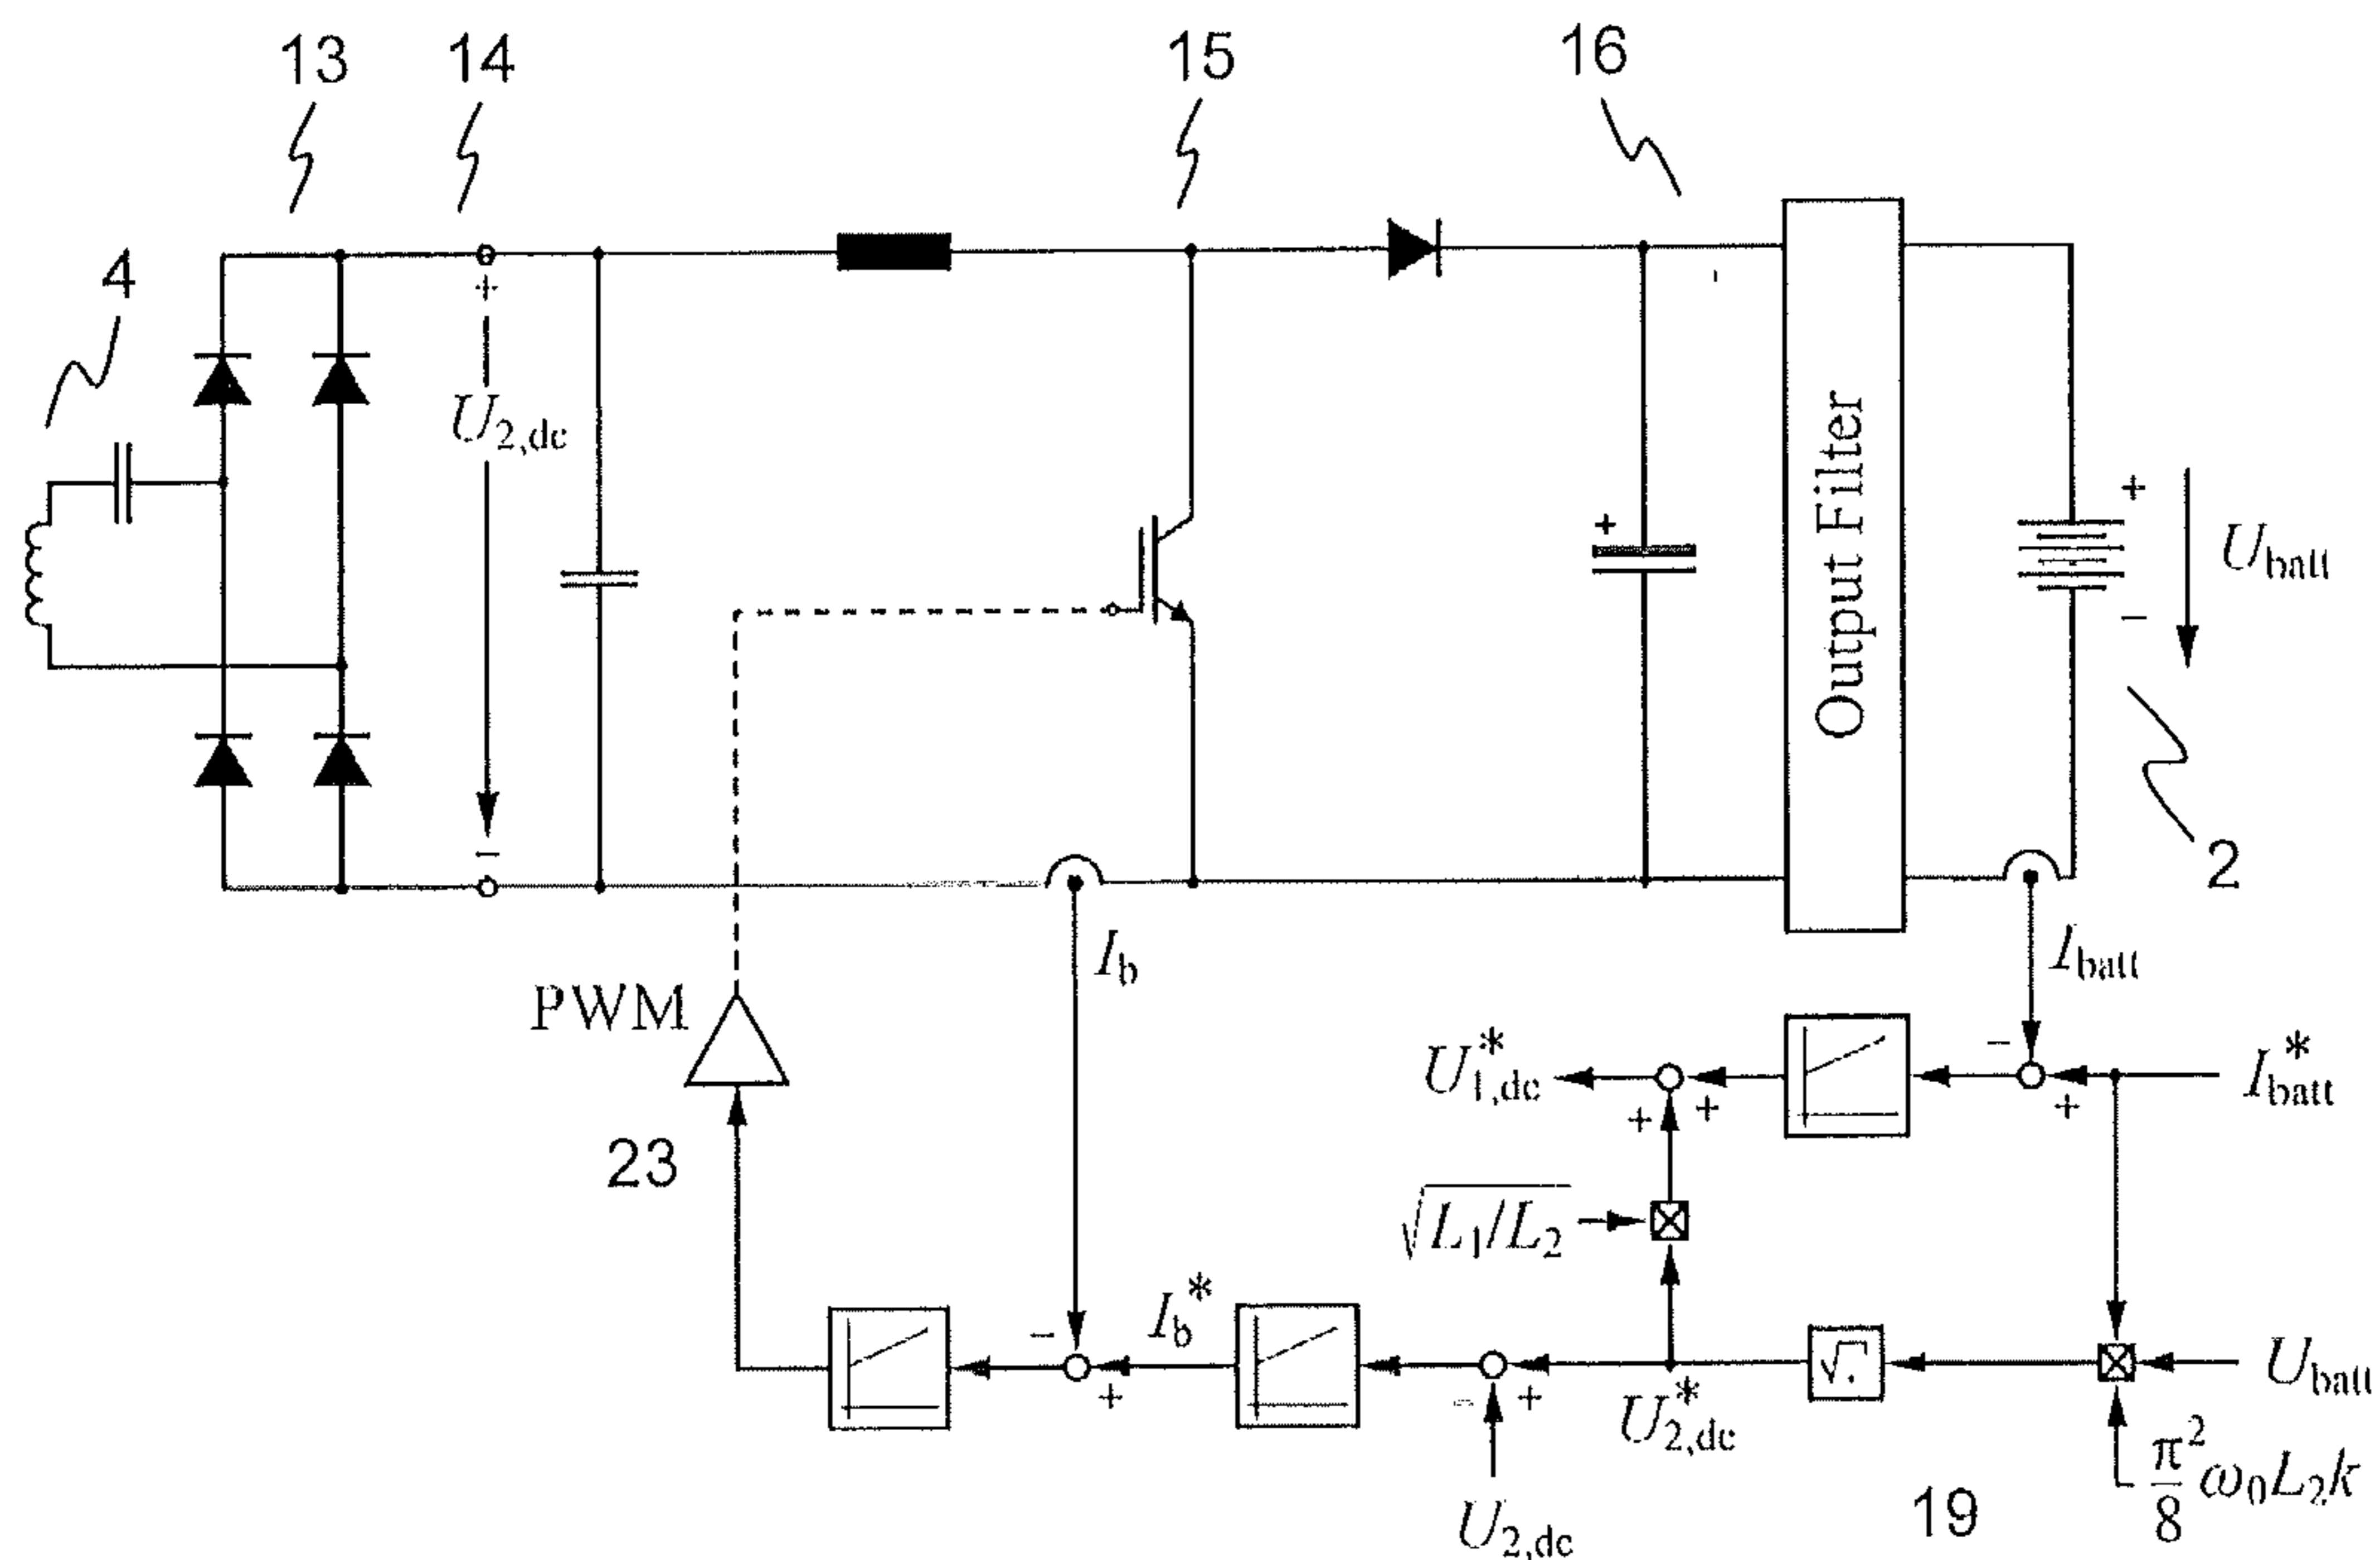 13
14
15
16
4
+
U2,dc
−
+
Output Filter
+
Ubatt
−
2
Ib
Ibatt
PWM
23
U*1,dc
+
+
−
+
I*batt
√L1/L2
−
Ib*
+
−
+
U*2,dc
√.
Ubatt
U2,dc
19
π²/8 ω0L2k